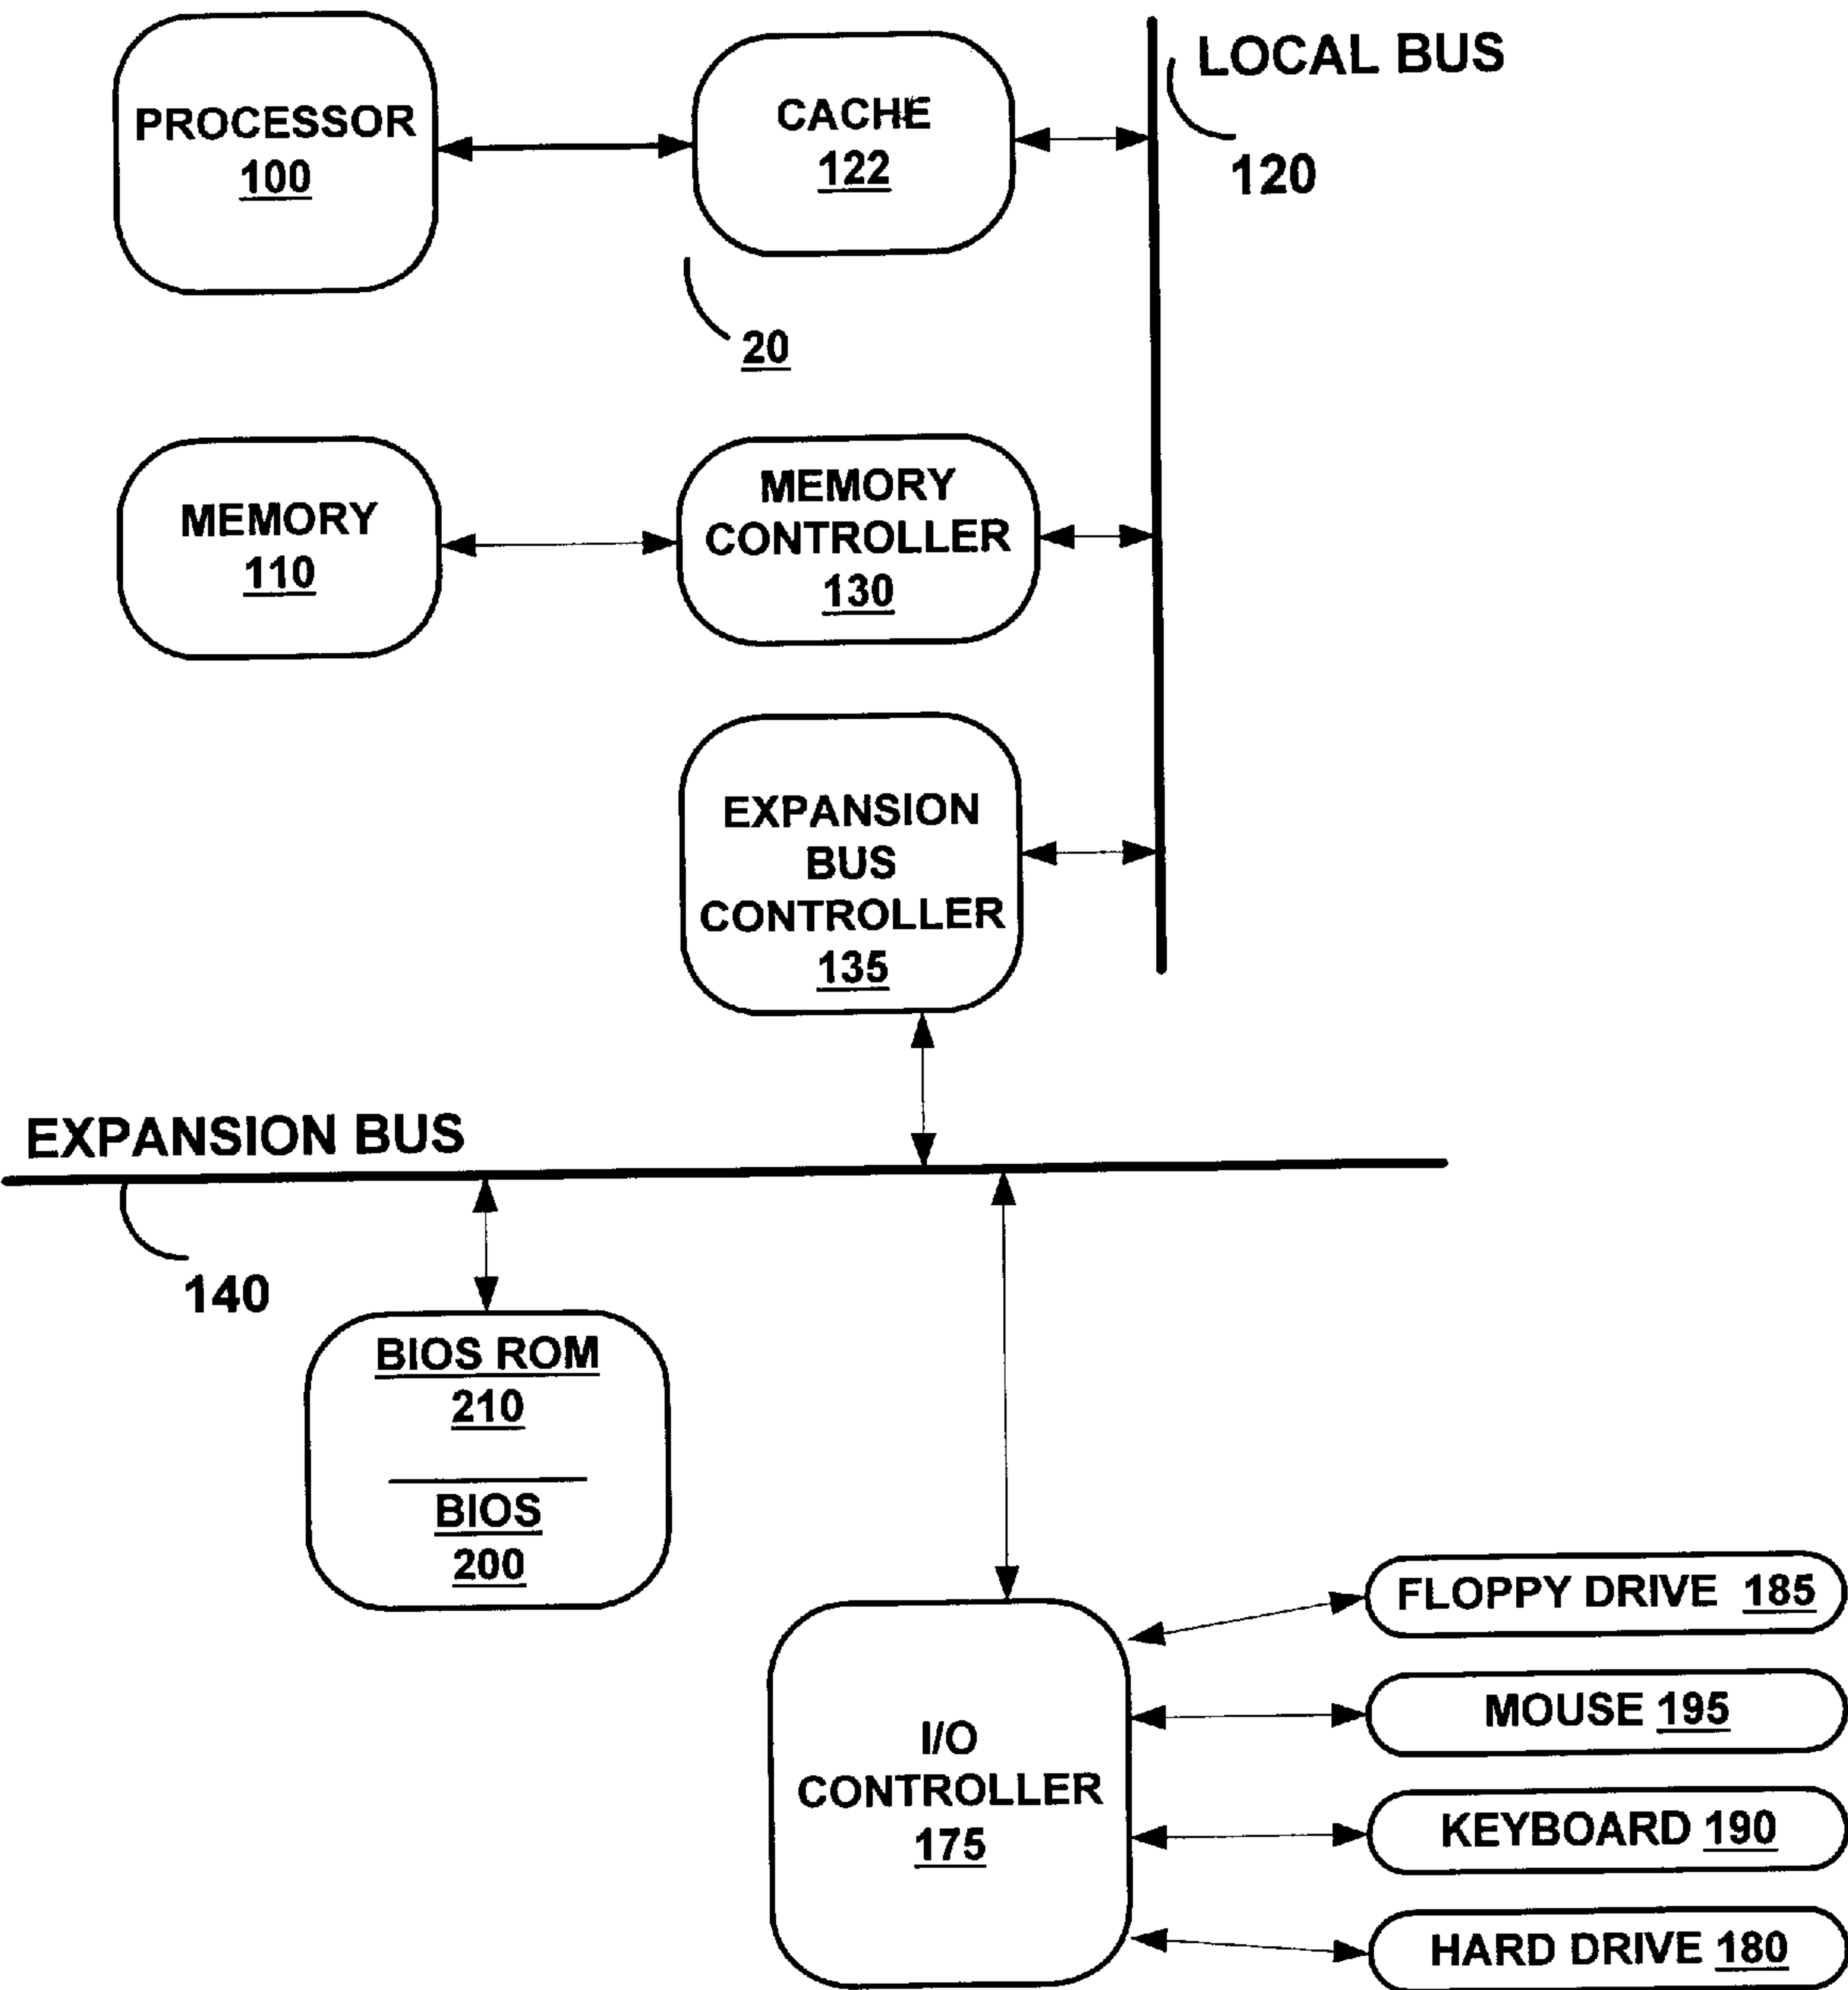 PROCESSOR
100
CACHE
122
LOCAL BUS
120
20
MEMORY
110
MEMORY
CONTROLLER
130
EXPANSION
BUS
CONTROLLER
135
EXPANSION BUS
140
BIOS ROM
210
BIOS
200
I/O
CONTROLLER
175
FLOPPY DRIVE 185
MOUSE 195
KEYBOARD 190
HARD DRIVE 180